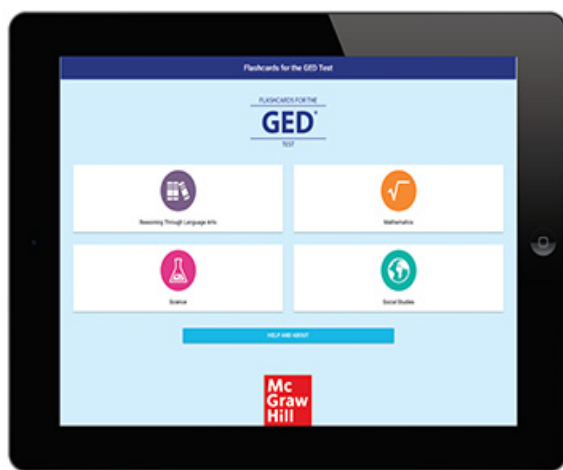 Flashcards for the GED Test
FLASHCARDS FOR THE
GED®
TEST
Reasoning Through Language Arts
Mathematics
Science
Social Studies
HELP AND ABOUT
Mc
Graw
Hill